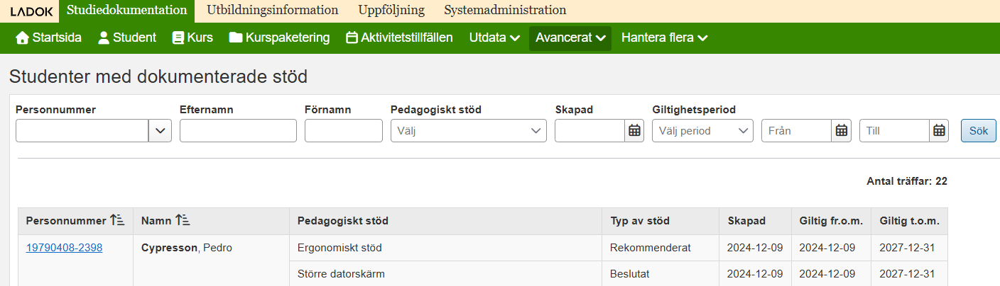 LADOK Studiedokumentation Utbildningsinformation Uppföljning Systemadministration
Startsida Student Kurs Kurspaketering Aktivitetstillfällen Utdata Avancerat Hantera flera
Studenter med dokumenterade stöd
Personnummer Efternamn Förnamn Pedagogiskt stöd Skapad Giltighetsperiod
Välj Välj period Från Till Sök
Antal träffar: 22
Personnummer Namn Pedagogiskt stöd Typ av stöd Skapad Giltig fr.o.m. Giltig t.o.m.
19790408-2398 Cypresson, Pedro Ergonomiskt stöd Rekommenderat 2024-12-09 2024-12-09 2027-12-31
Större datorskärm Beslutat 2024-12-09 2024-12-09 2027-12-31